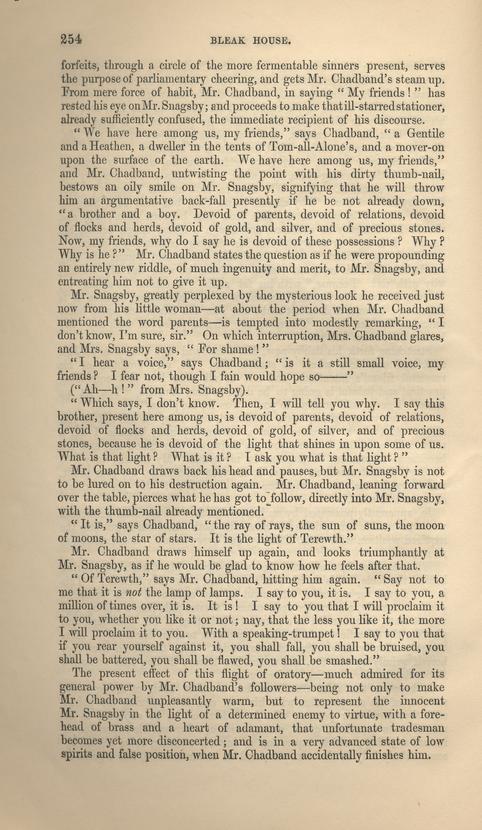 254 BLEAK HOUSE.
forfeits, through a circle of the more fermentable sinners present, serves
the purpose of parliamentary cheering, and gets Mr. Chadband's steam up.
From mere force of habit, Mr. Chadband, in saying “ My friends ! ” has
rested his eye on Mr. Snagsby; and proceeds to make that ill-starred stationer,
already sufficiently confused, the immediate recipient of his discourse.
“ We have here among us, my friends,” says Chadband, “ a Gentile
and a Heathen, a dweller in the tents of Tom-all-Alone's, and a mover-on
upon the surface of the earth. We have here among us, my friends,”
and Mr. Chadband, untwisting the point with his dirty thumb-nail,
bestows an oily smile on Mr. Snagsby, signifying that he will throw
him an argumentative back-fall presently if he be not already down,
“ a brother and a boy. Devoid of parents, devoid of relations, devoid
of flocks and herds, devoid of gold, and silver, and of precious stones.
Now, my friends, why do I say he is devoid of these possessions ? Why ?
Why is he ? ” Mr. Chadband states the question as if he were propounding
an entirely new riddle, of much ingenuity and merit, to Mr. Snagsby, and
entreating him not to give it up.
Mr. Snagsby, greatly perplexed by the mysterious look he received just
now from his little woman—at about the period when Mr. Chadband
mentioned the word parents—is tempted into modestly remarking, “ I
don't know, I'm sure, sir.” On which interruption, Mrs. Chadband glares,
and Mrs. Snagsby says, “ For shame ! ”
“ I hear a voice,” says Chadband ; “ is it a still small voice, my
friends ? I fear not, though I fain would hope so——”
(“ Ah—h ! ” from Mrs. Snagsby).
“ Which says, I don't know. Then, I will tell you why. I say this
brother, present here among us, is devoid of parents, devoid of relations,
devoid of flocks and herds, devoid of gold, of silver, and of precious
stones, because he is devoid of the light that shines in upon some of us.
What is that light ? What is it ? I ask you what is that light ? ”
Mr. Chadband draws back his head and pauses, but Mr. Snagsby is not
to be lured on to his destruction again. Mr. Chadband, leaning forward
over the table, pierces what he has got to follow, directly into Mr. Snagsby,
with the thumb-nail already mentioned.
“ It is,” says Chadband, “ the ray of rays, the sun of suns, the moon
of moons, the star of stars. It is the light of Terewth.”
Mr. Chadband draws himself up again, and looks triumphantly at
Mr. Snagsby, as if he would be glad to know how he feels after that.
“ Of Terewth,” says Mr. Chadband, hitting him again. “ Say not to
me that it is not the lamp of lamps. I say to you, it is. I say to you, a
million of times over, it is. It is ! I say to you that I will proclaim it
to you, whether you like it or not ; nay, that the less you like it, the more
I will proclaim it to you. With a speaking-trumpet ! I say to you that
if you rear yourself against it, you shall fall, you shall be bruised, you
shall be battered, you shall be flawed, you shall be smashed.”
The present effect of this flight of oratory—much admired for its
general power by Mr. Chadband's followers—being not only to make
Mr. Chadband unpleasantly warm, but to represent the innocent
Mr. Snagsby in the light of a determined enemy to virtue, with a fore-
head of brass and a heart of adamant, that unfortunate tradesman
becomes yet more disconcerted ; and is in a very advanced state of low
spirits and false position, when Mr. Chadband accidentally finishes him.